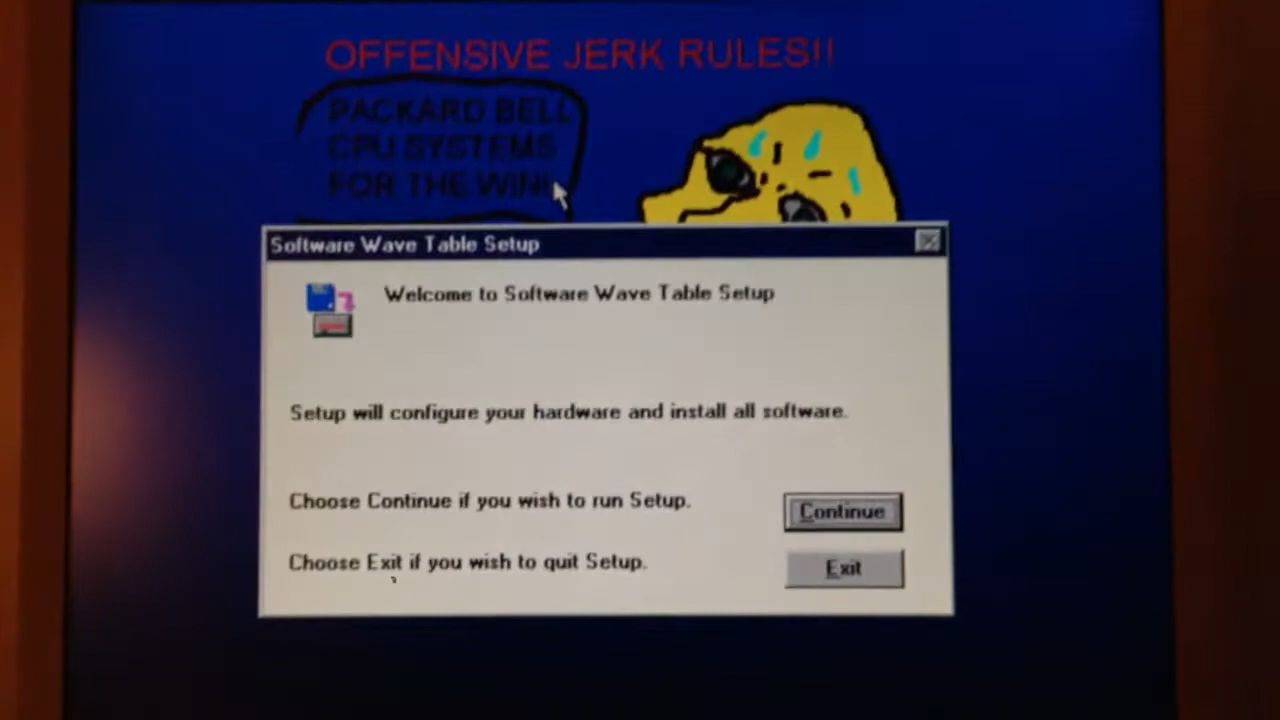 OFFENSIVE JERK RULES!!
PACKARD BELL
CPU SYSTEMS
FOR THE WIN!
Software Wave Table Setup
Welcome to Software Wave Table Setup
Setup will configure your hardware and install all software.
Choose Continue if you wish to run Setup.
Continue
Choose Exit if you wish to quit Setup.
Exit